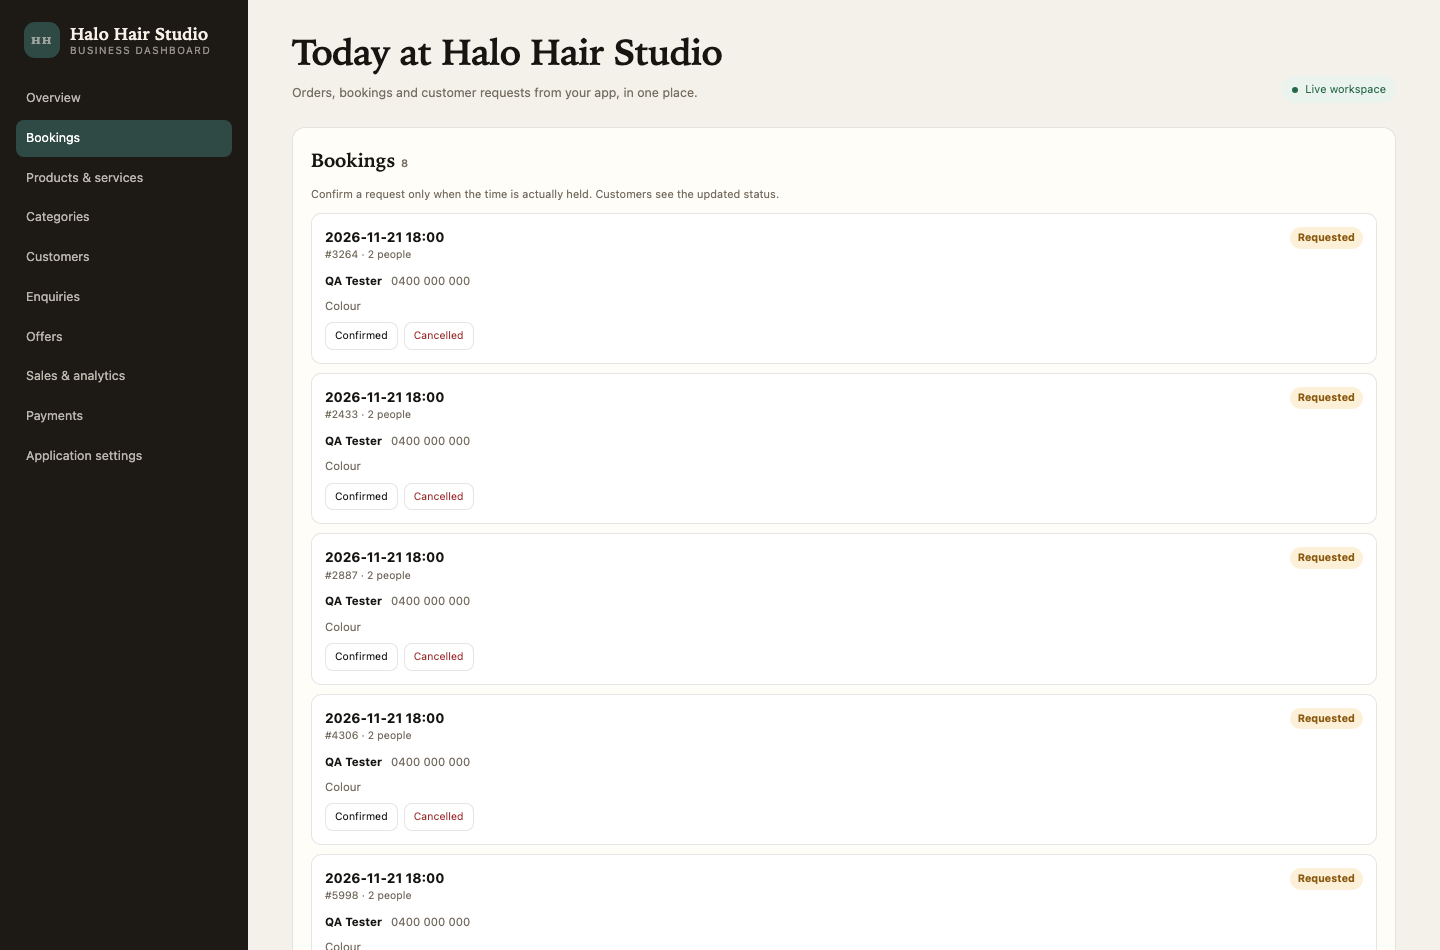 HH
Halo Hair Studio
BUSINESS DASHBOARD
Overview
Bookings
Products & services
Categories
Customers
Enquiries
Offers
Sales & analytics
Payments
Application settings
Today at Halo Hair Studio
Orders, bookings and customer requests from your app, in one place.
Live workspace
Bookings 8
Confirm a request only when the time is actually held. Customers see the updated status.
2026-11-21 18:00 Requested
#3264 · 2 people
QA Tester 0400 000 000
Colour
Confirmed Cancelled
2026-11-21 18:00 Requested
#2433 · 2 people
QA Tester 0400 000 000
Colour
Confirmed Cancelled
2026-11-21 18:00 Requested
#2887 · 2 people
QA Tester 0400 000 000
Colour
Confirmed Cancelled
2026-11-21 18:00 Requested
#4306 · 2 people
QA Tester 0400 000 000
Colour
Confirmed Cancelled
2026-11-21 18:00 Requested
#5998 · 2 people
QA Tester 0400 000 000
Colour